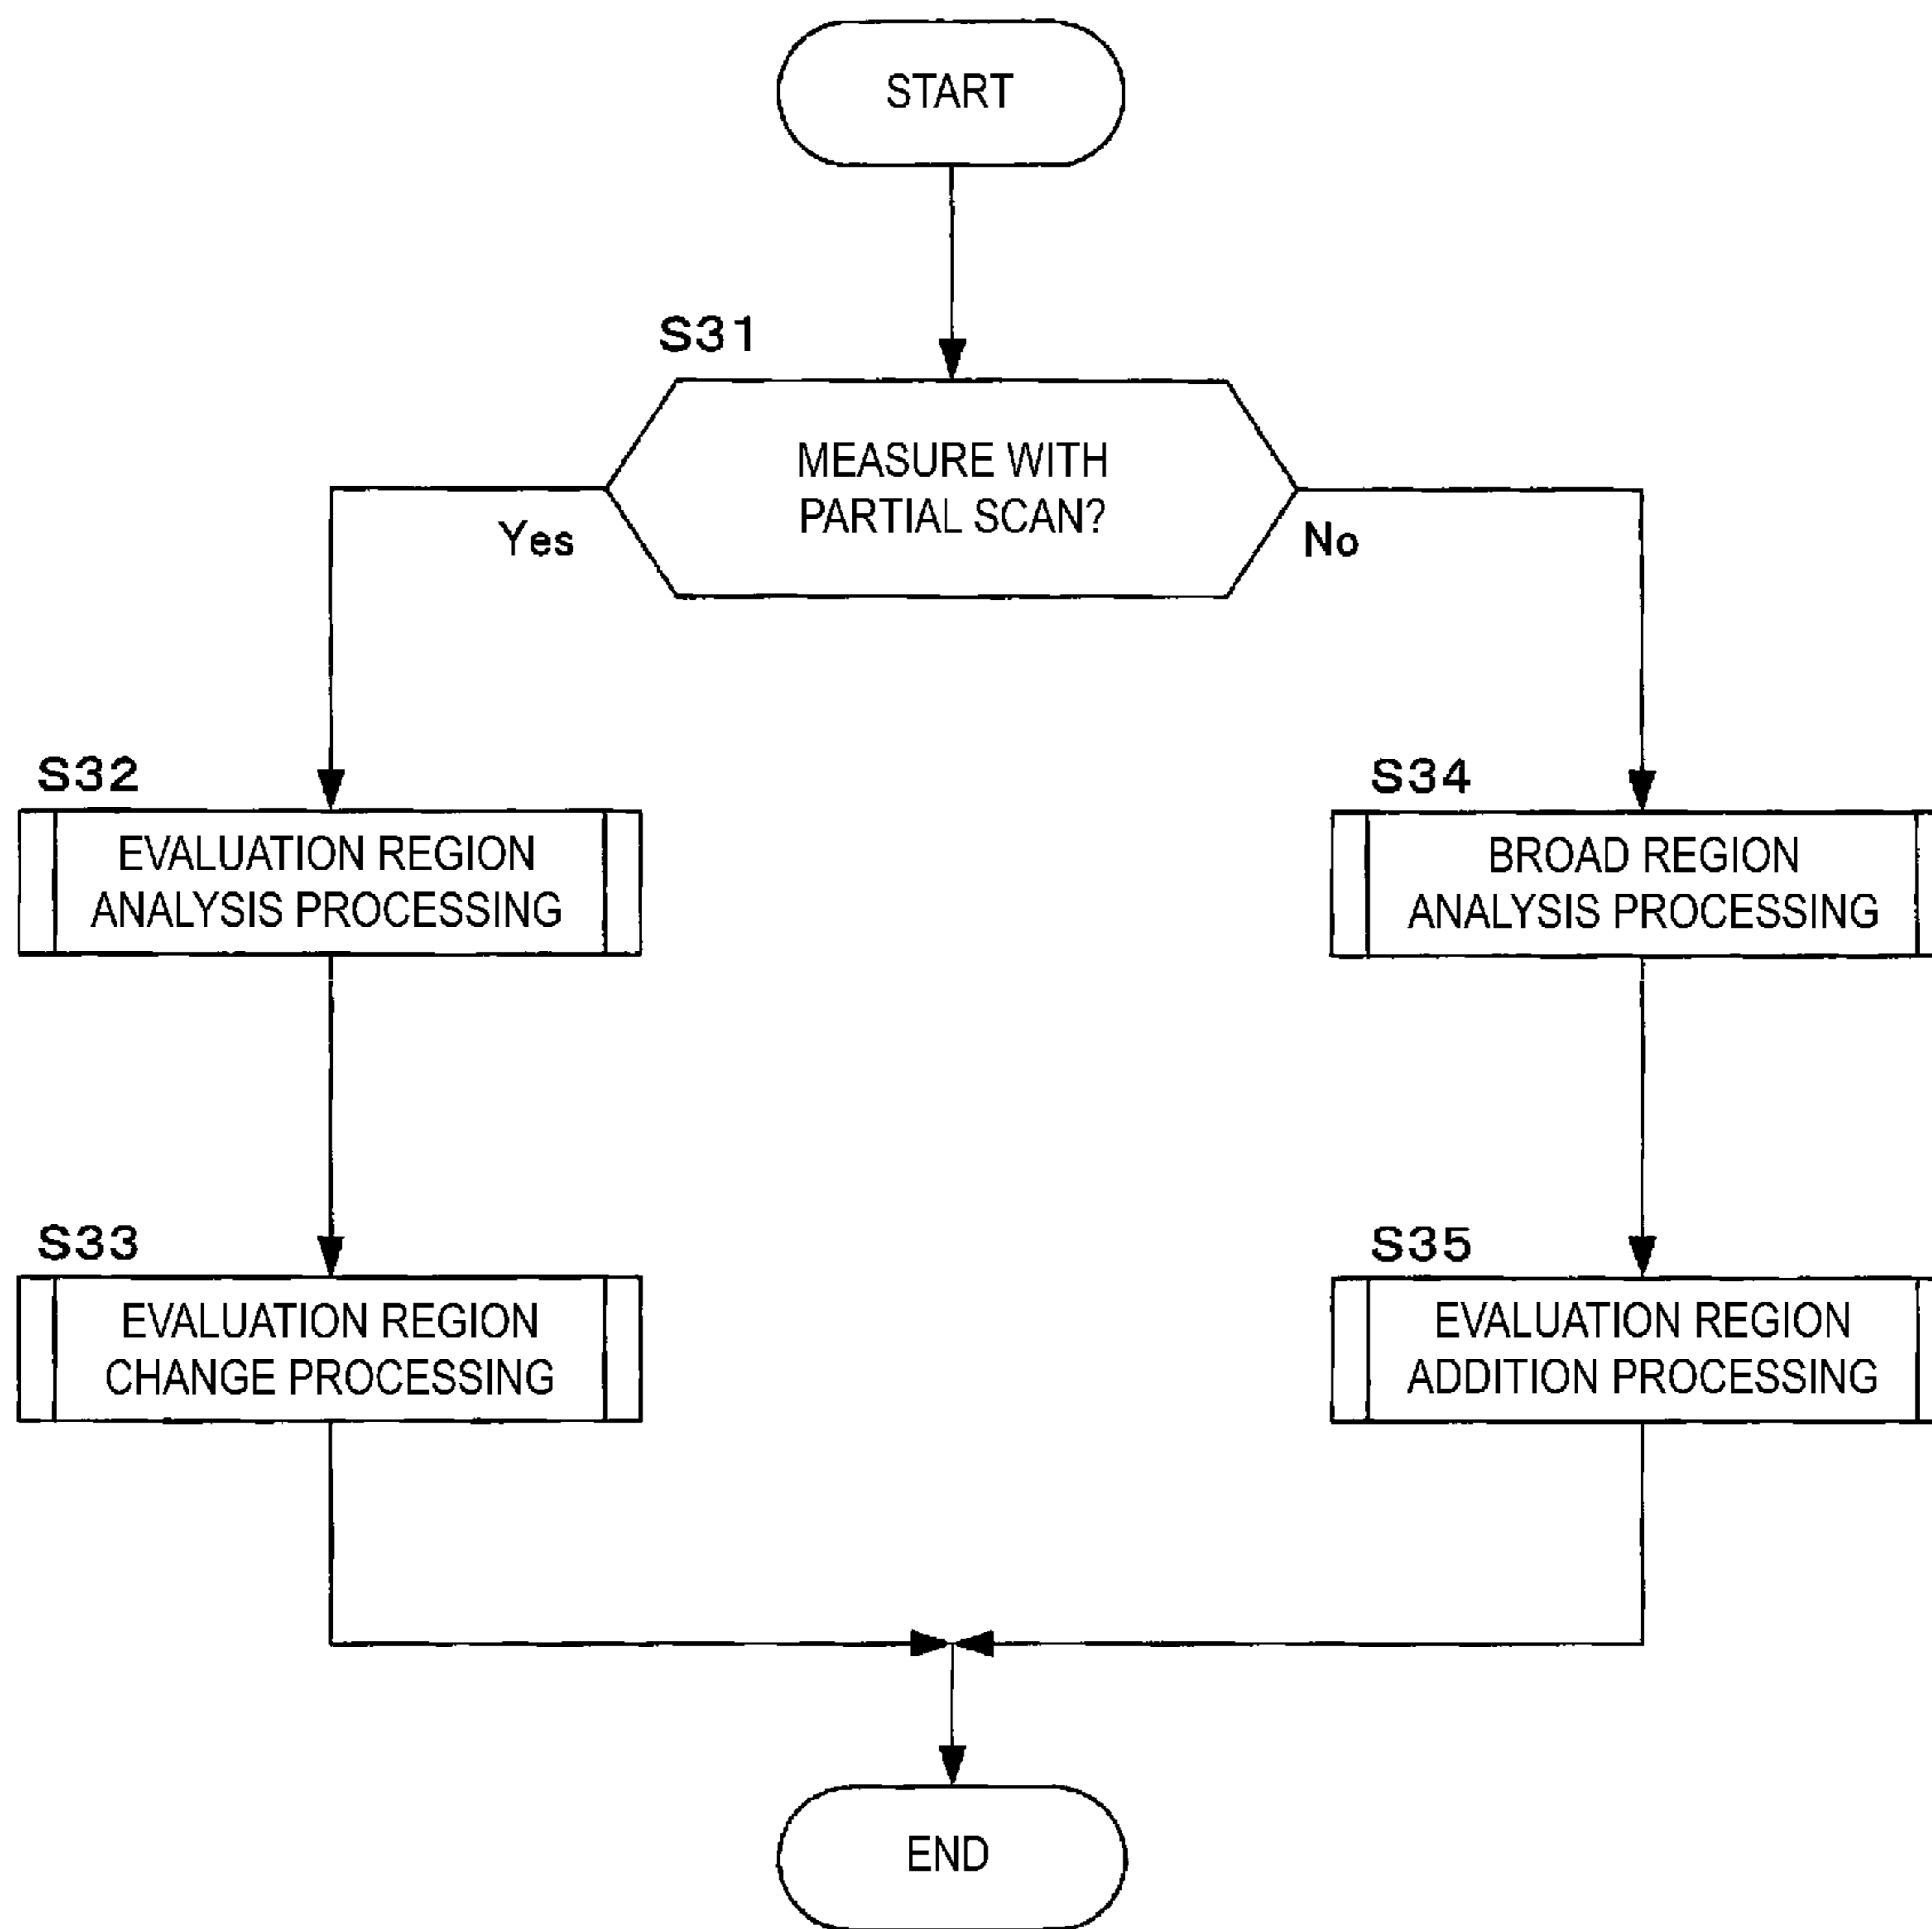 START
S31
MEASURE WITH
PARTIAL SCAN?
Yes
No
S32
EVALUATION REGION
ANALYSIS PROCESSING
S34
BROAD REGION
ANALYSIS PROCESSING
S33
EVALUATION REGION
CHANGE PROCESSING
S35
EVALUATION REGION
ADDITION PROCESSING
END